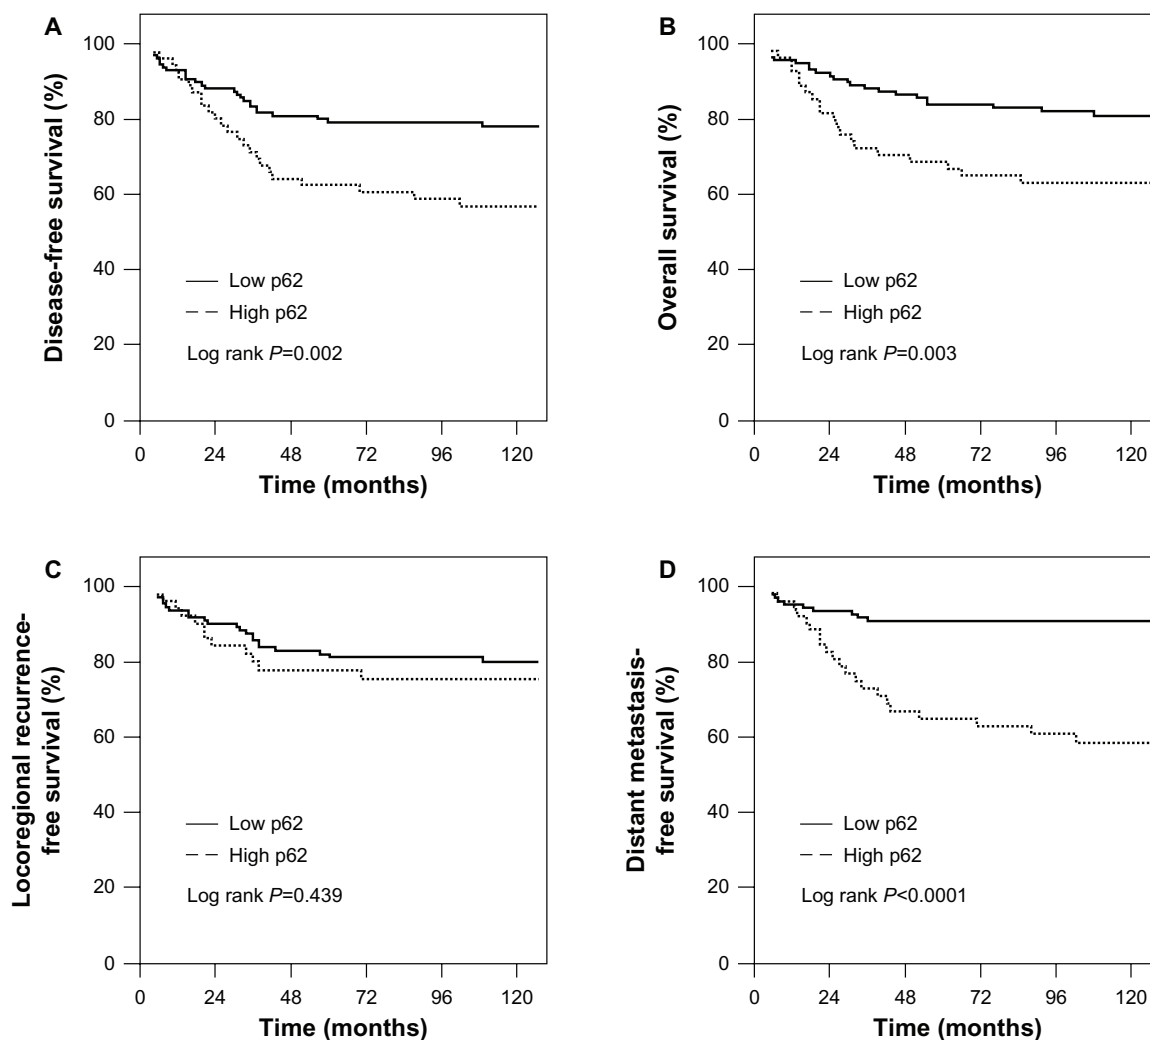 A
Disease-free survival (%)
100
80
60
40
20
0
Low p62
High p62
Log rank P=0.002
0 24 48 72 96 120
Time (months)
B
Overall survival (%)
100
80
60
40
20
0
Low p62
High p62
Log rank P=0.003
0 24 48 72 96 120
Time (months)
C
Locoregional recurrence-
free survival (%)
100
80
60
40
20
0
Low p62
High p62
Log rank P=0.439
0 24 48 72 96 120
Time (months)
D
Distant metastasis-
free survival (%)
100
80
60
40
20
0
Low p62
High p62
Log rank P<0.0001
0 24 48 72 96 120
Time (months)